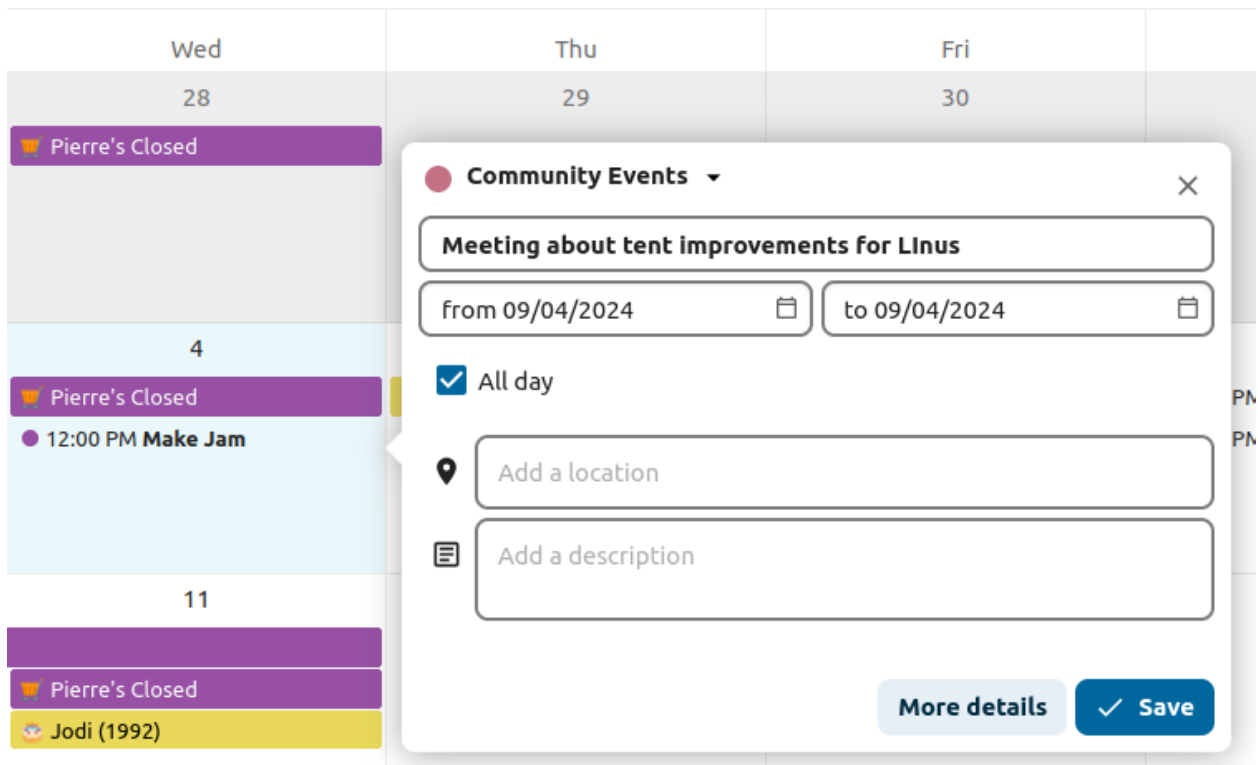 Wed Thu Fri
28 29 30
Pierre's Closed
Community Events
Meeting about tent improvements for LInus
from 09/04/2024 to 09/04/2024
4
All day
Pierre's Closed
PM
12:00 PM Make Jam
PM
Add a location
Add a description
11
Pierre's Closed
More details Save
Jodi (1992)